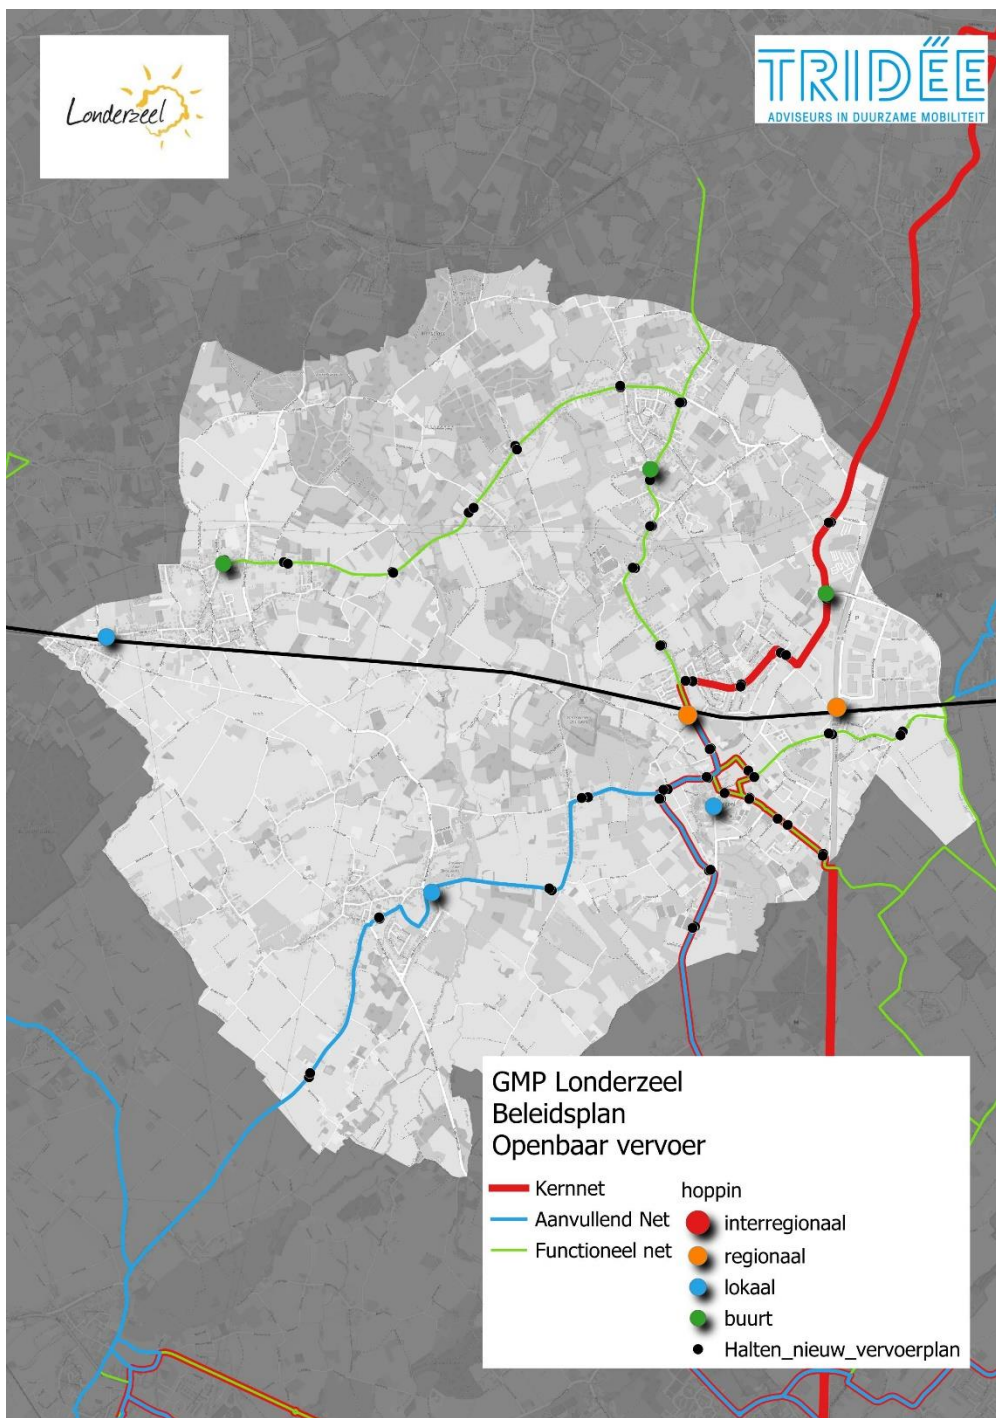 Londerzeel
TRIDËE
ADVISEURS IN DUURZAME MOBILITEIT
GMP Londerzeel
Beleidsplan
Openbaar vervoer
Kernnet
Aanvullend Net
Functioneel net
hoppin
interregionaal
regionaal
lokaal
buurt
Halten_nieuw_vervoerplan